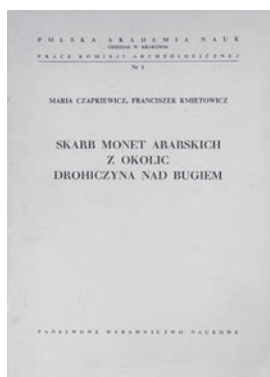 POLSKA AKADEMIA NAUK
ODDZIAŁ W KRAKOWIE
PRACE KOMISJI ARCHEOLOGICZNEJ
Nr 1
MARIA CZAPKIEWICZ, FRANCISZEK KMIETOWICZ
SKARB MONET ARABSKICH
Z OKOLIC
DROHICZYNA NAD BUGIEM
PAŃSTWOWE WYDAWNICTWO NAUKOWE